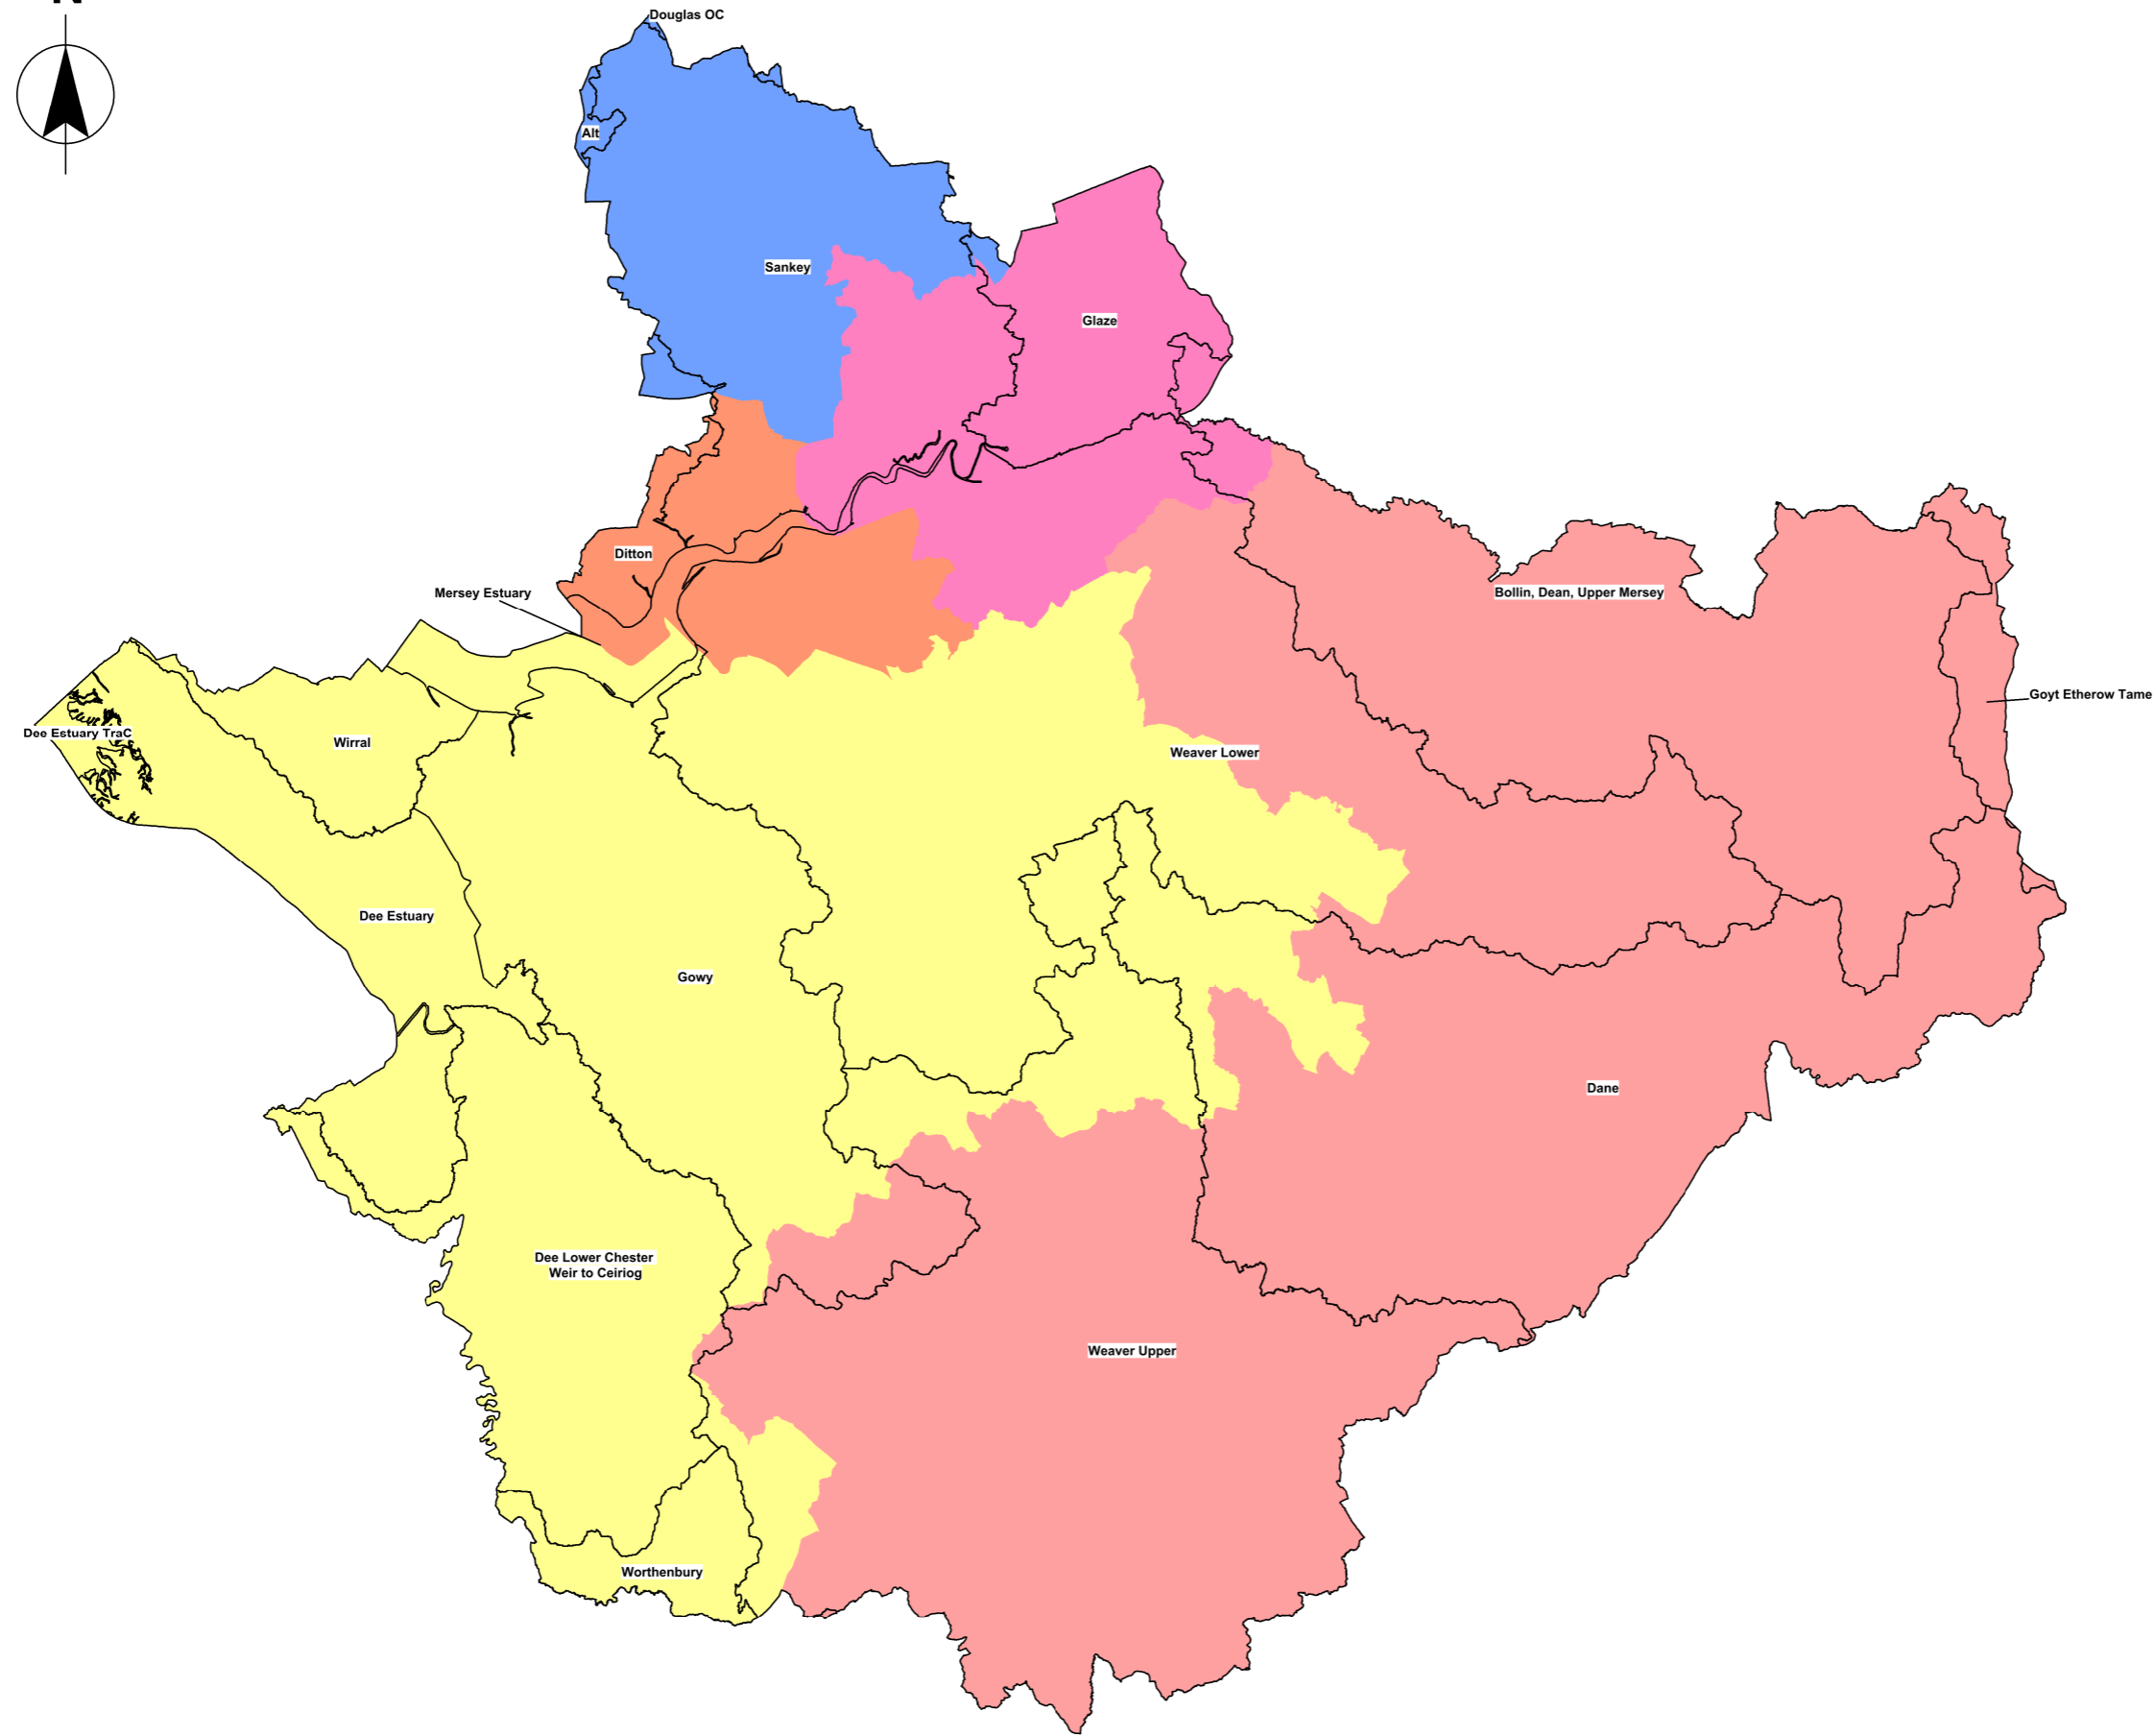 N
Douglas OC
Alt
Sankey
Glaze
Ditton
Mersey Estuary
Bollin, Dean, Upper Mersey
Goyt Etherow Tame
Dee Estuary TraC
Wirral
Weaver Lower
Dee Estuary
Gowy
Dane
Dee Lower Chester
Weir to Ceiriog
Weaver Upper
Worthenbury